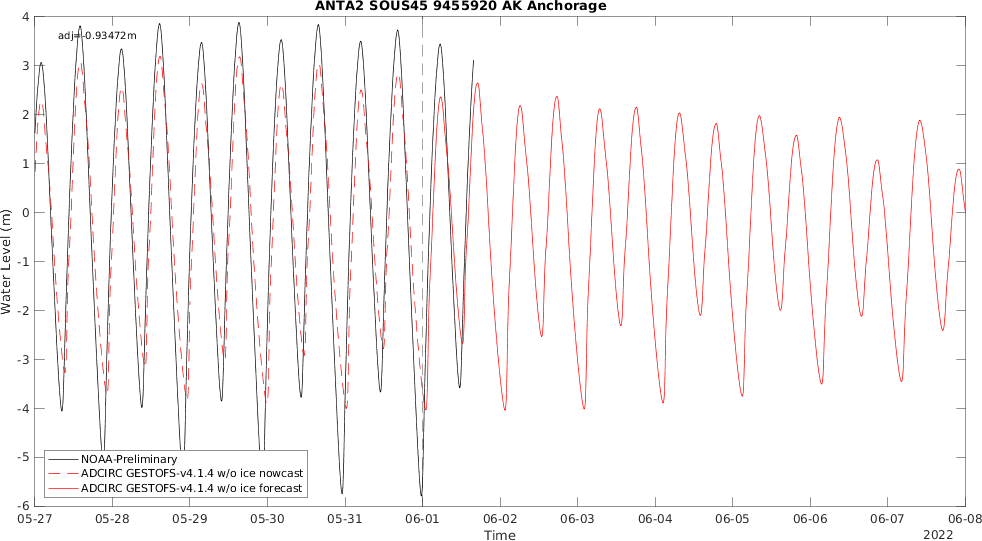 ANTA2 SOUS45 9455920 AK Anchorage
adj=-0.93472m
4
3
2
1
0
-1
-2
-3
-4
-5
-6
Water Level (m)
NOAA-Preliminary
ADCIRC GESTOFS-v4.1.4 w/o ice nowcast
ADCIRC GESTOFS-v4.1.4 w/o ice forecast
05-27 05-28 05-29 05-30 05-31 06-01 06-02 06-03 06-04 06-05 06-06 06-07 06-08
Time
2022